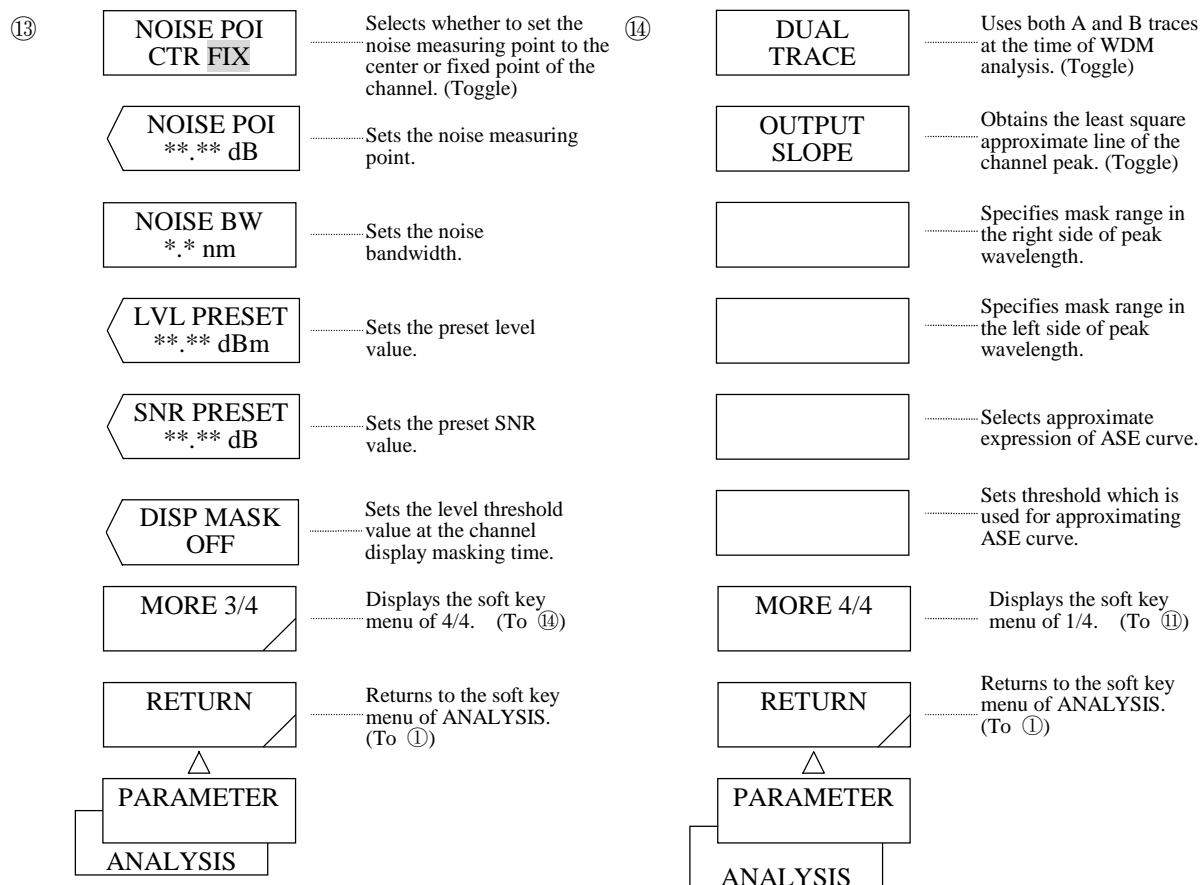 ⑬
NOISE POI
CTR FIX
Selects whether to set the
noise measuring point to the
center or fixed point of the
channel. (Toggle)
NOISE POI
**.** dB
Sets the noise measuring
point.
NOISE BW
*.* nm
Sets the noise
bandwidth.
LVL PRESET
**.** dBm
Sets the preset level
value.
SNR PRESET
**.** dB
Sets the preset SNR
value.
DISP MASK
OFF
Sets the level threshold
value at the channel
display masking time.
MORE 3/4
Displays the soft key
menu of 4/4. (To ⑭)
RETURN
Returns to the soft key
menu of ANALYSIS.
(To ①)
PARAMETER
ANALYSIS
⑭
DUAL
TRACE
Uses both A and B traces
at the time of WDM
analysis. (Toggle)
OUTPUT
SLOPE
Obtains the least square
approximate line of the
channel peak. (Toggle)
Specifies mask range in
the right side of peak
wavelength.
Specifies mask range in
the left side of peak
wavelength.
Selects approximate
expression of ASE curve.
Sets threshold which is
used for approximating
ASE curve.
MORE 4/4
Displays the soft key
menu of 1/4. (To ⑪)
RETURN
Returns to the soft key
menu of ANALYSIS.
(To ①)
PARAMETER
ANALYSIS